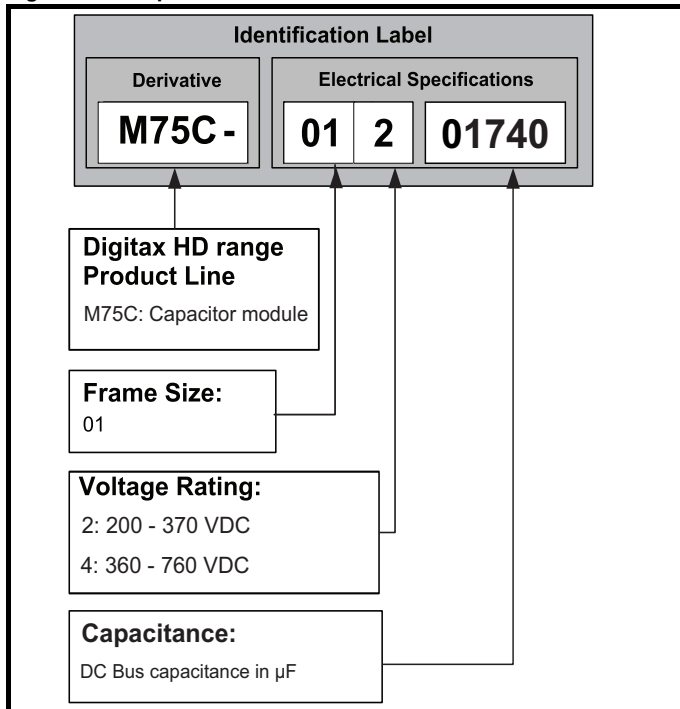 Identification Label
Derivative
Electrical Specifications
M75C -
01
2
01740
Digitax HD range
Product Line
M75C: Capacitor module
Frame Size:
01
Voltage Rating:
2: 200 - 370 VDC
4: 360 - 760 VDC
Capacitance:
DC Bus capacitance in µF